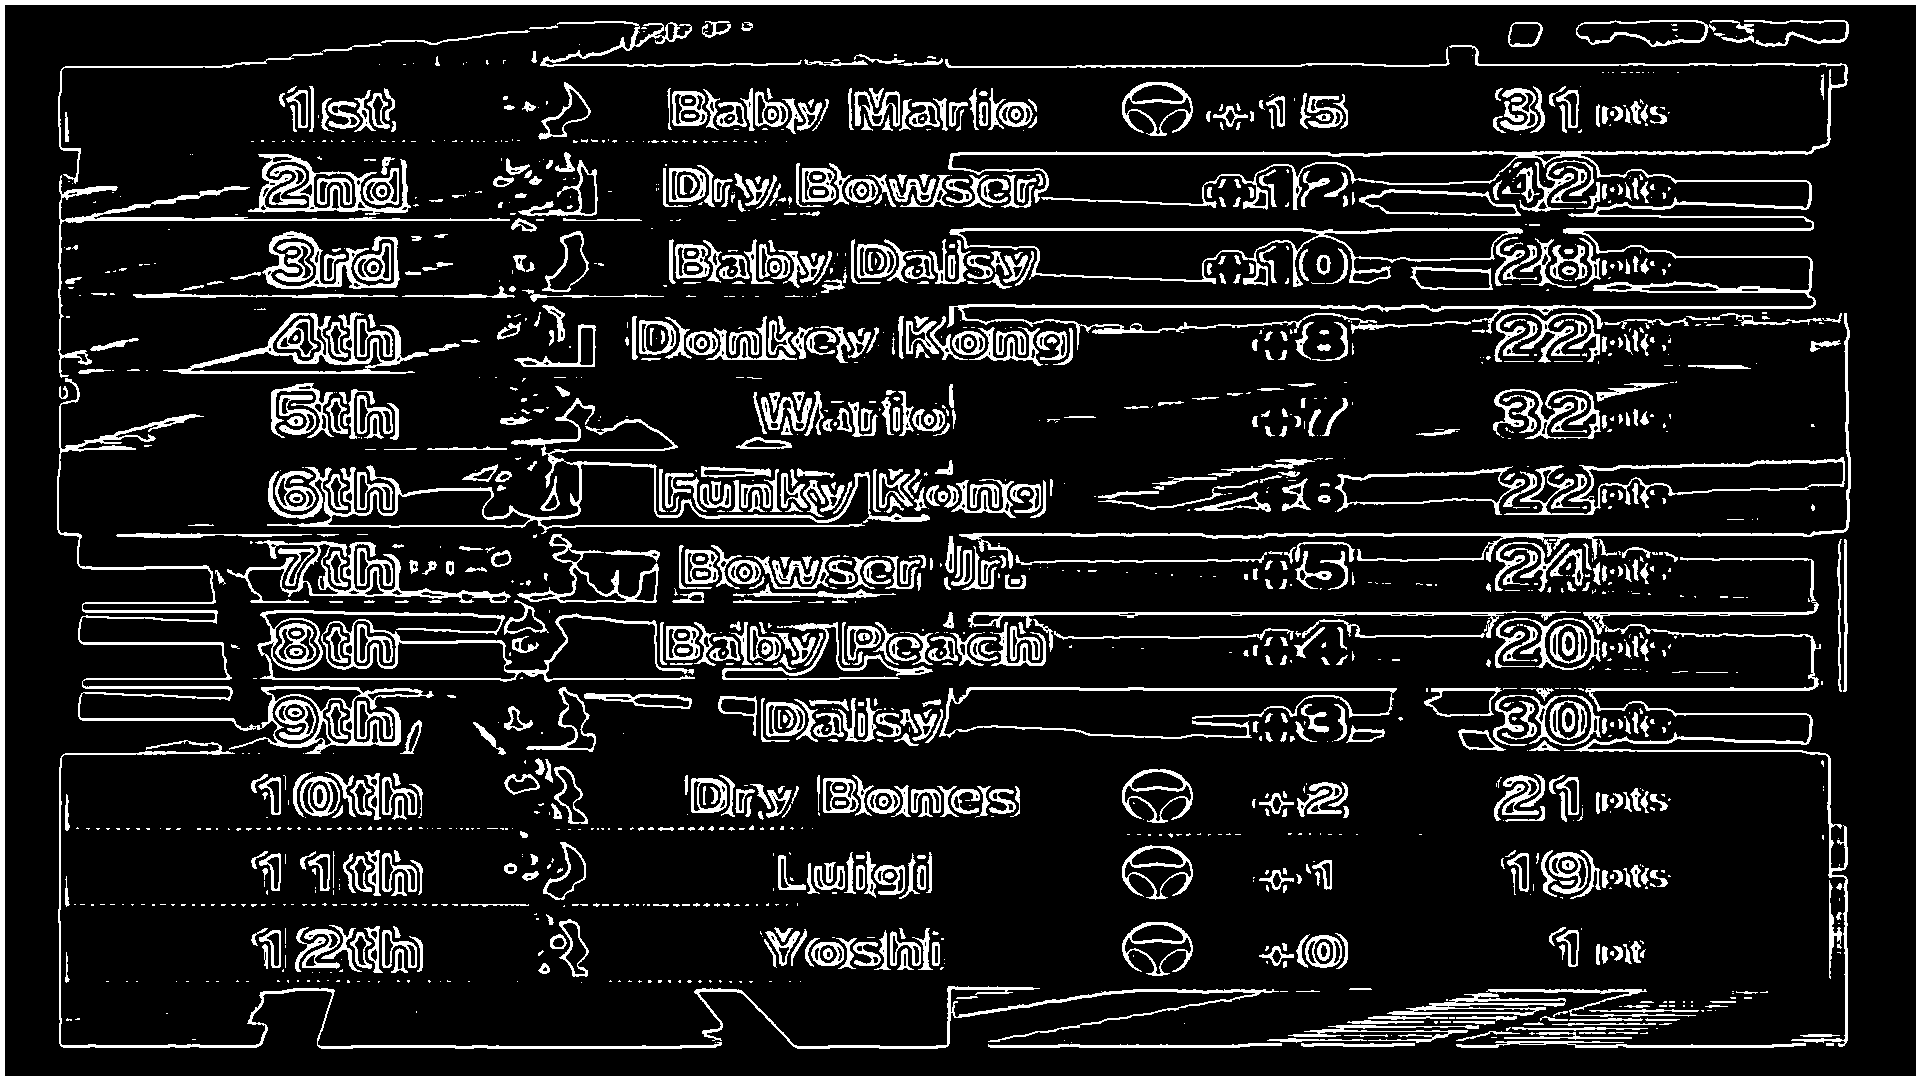 1st Baby Mario +15 31 pts
2nd Dry Bowser +12 42 pts
3rd Baby Daisy +10 28 pts
4th Donkey Kong +8 22 pts
5th Wario +7 32 pts
6th Funky Kong +6 22 pts
7th Bowser Jr. +5 24 pts
8th Baby Peach +4 20 pts
9th Daisy +3 30 pts
10th Dry Bones +2 21 pts
11th Luigi +1 19 pts
12th Yoshi +0 1 pt